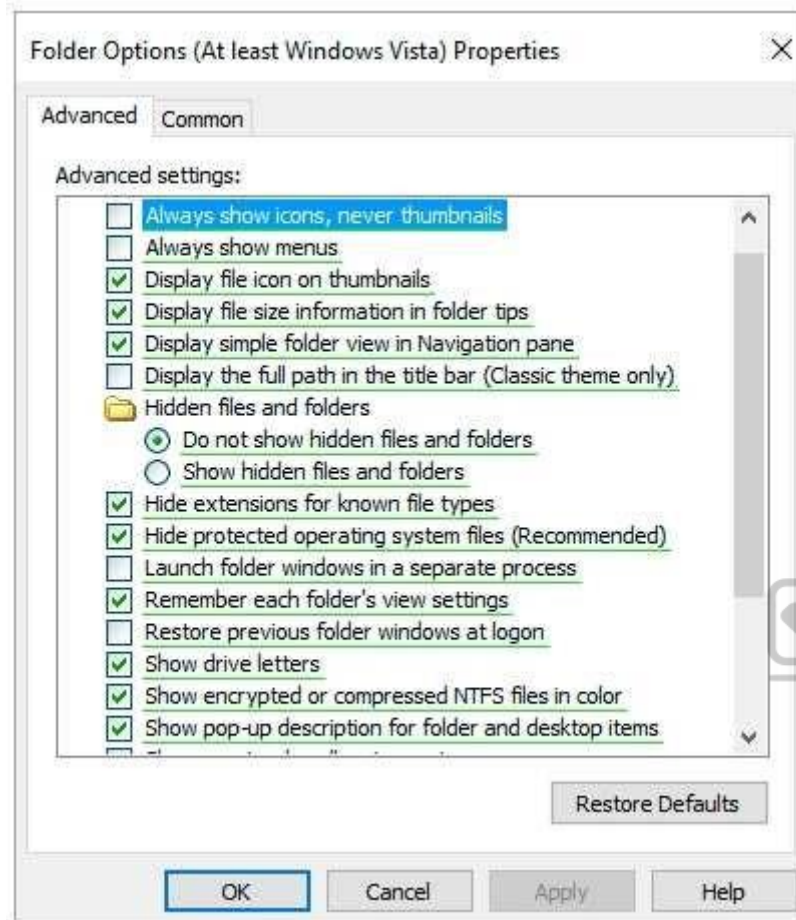 Folder Options (At least Windows Vista) Properties
Advanced
Common
Advanced settings:
Always show icons, never thumbnails
Always show menus
Display file icon on thumbnails
Display file size information in folder tips
Display simple folder view in Navigation pane
Display the full path in the title bar (Classic theme only)
Hidden files and folders
Do not show hidden files and folders
Show hidden files and folders
Hide extensions for known file types
Hide protected operating system files (Recommended)
Launch folder windows in a separate process
Remember each folder's view settings
Restore previous folder windows at logon
Show drive letters
Show encrypted or compressed NTFS files in color
Show pop-up description for folder and desktop items
Restore Defaults
OK
Cancel
Apply
Help